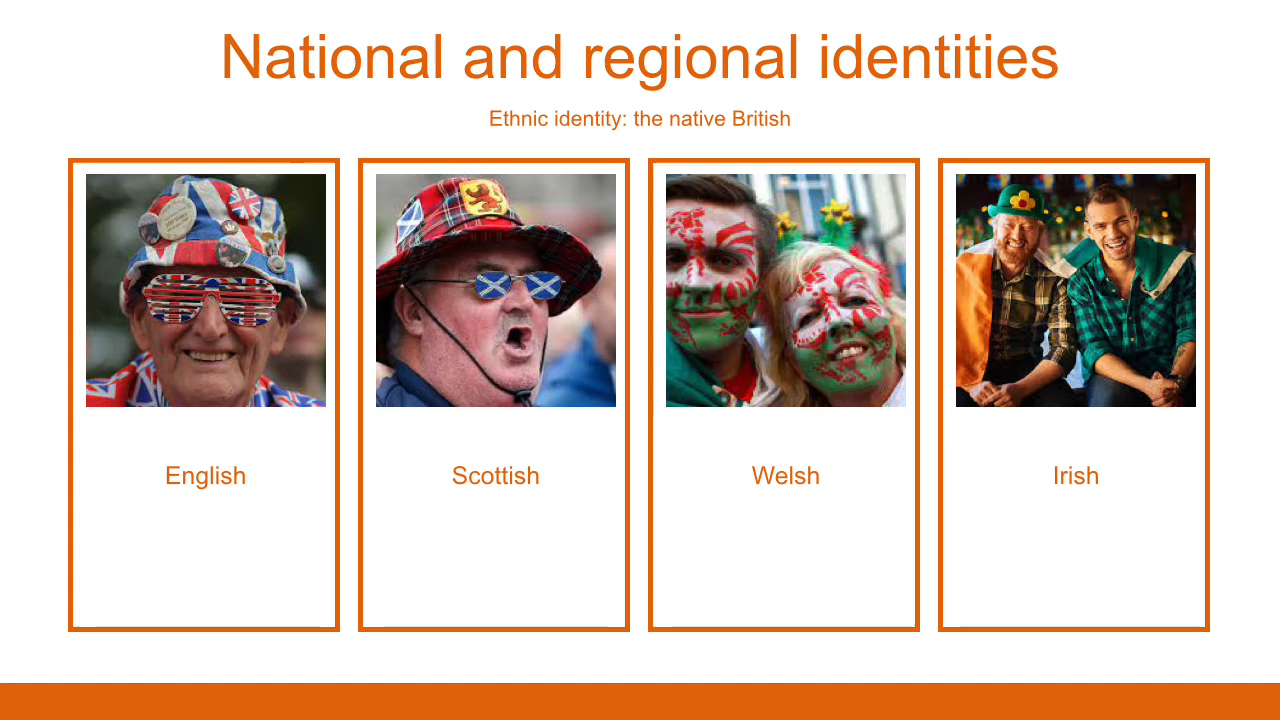 National and regional identities
Ethnic identity: the native British
English
Scottish
Welsh
Irish